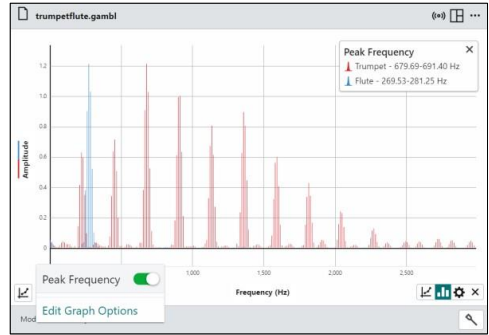 trumpetflute.gambl
Peak Frequency
Trumpet - 679.69-691.40 Hz
Flute - 269.53-281.25 Hz
1.2
1.0
0.8
0.6
0.4
0.2
0
Amplitude
1,000
1,500
2,000
2,500
Frequency (Hz)
Peak Frequency
Edit Graph Options
Mod